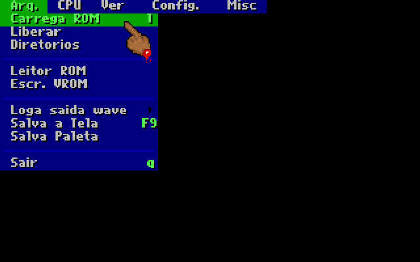 Arq. CPU Ver Config. Misc
Carrega ROM l
Liberar
Diretorios
Leitor ROM
Escr. VROM
Loga saida wave
Salva a Tela F9
Salva Paleta
Sair q